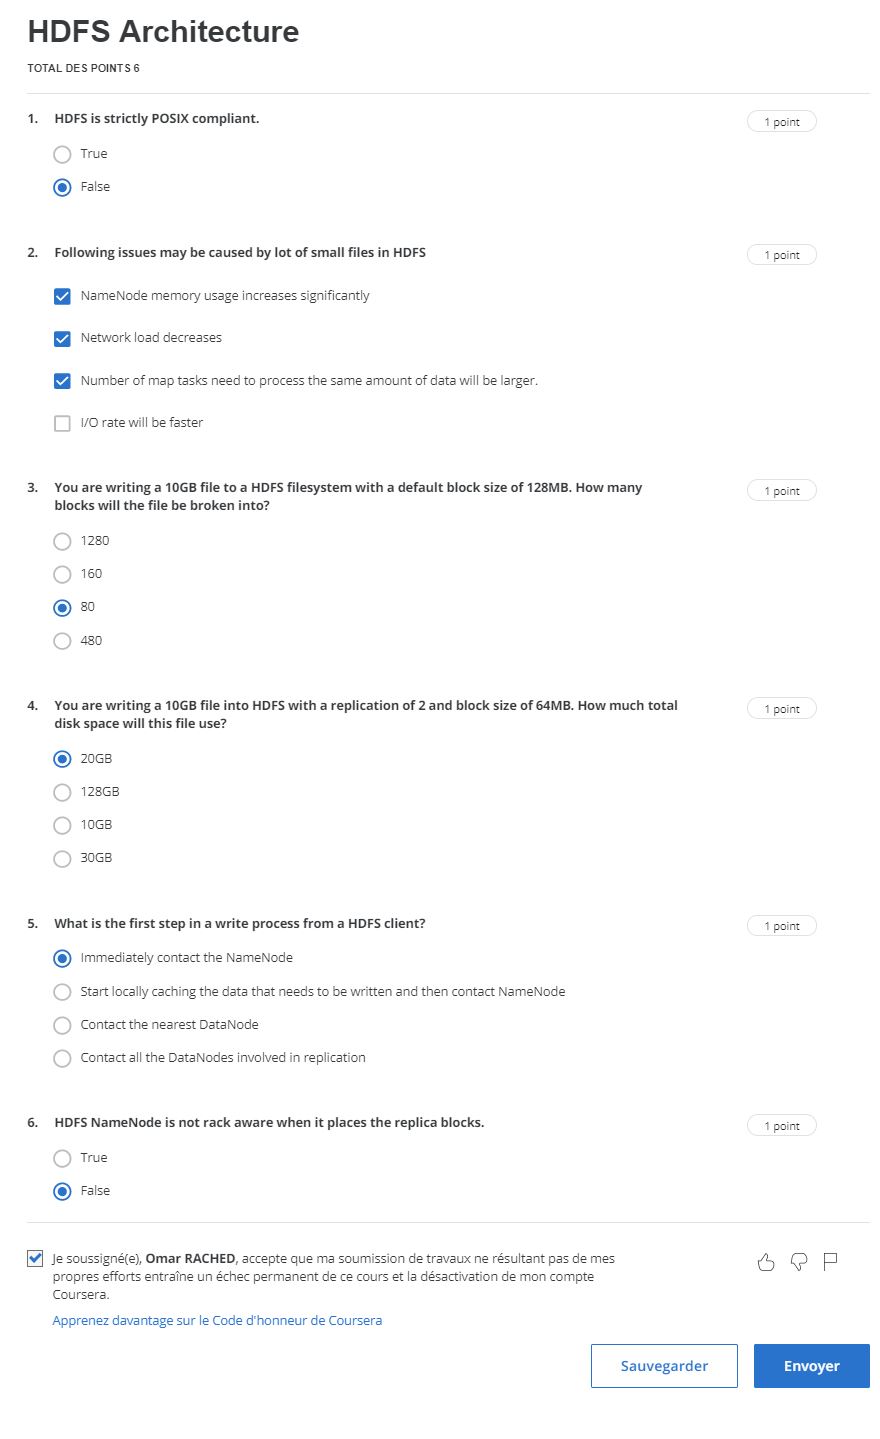 HDFS Architecture
TOTAL DES POINTS 6
1. HDFS is strictly POSIX compliant.
1 point
True
False
2. Following issues may be caused by lot of small files in HDFS
1 point
NameNode memory usage increases significantly
Network load decreases
Number of map tasks need to process the same amount of data will be larger.
I/O rate will be faster
3. You are writing a 10GB file to a HDFS filesystem with a default block size of 128MB. How many
blocks will the file be broken into?
1 point
1280
160
80
480
4. You are writing a 10GB file into HDFS with a replication of 2 and block size of 64MB. How much total
disk space will this file use?
1 point
20GB
128GB
10GB
30GB
5. What is the first step in a write process from a HDFS client?
1 point
Immediately contact the NameNode
Start locally caching the data that needs to be written and then contact NameNode
Contact the nearest DataNode
Contact all the DataNodes involved in replication
6. HDFS NameNode is not rack aware when it places the replica blocks.
1 point
True
False
Je soussigné(e), Omar RACHED, accepte que ma soumission de travaux ne résultant pas de mes
propres efforts entraîne un échec permanent de ce cours et la désactivation de mon compte
Coursera.
Apprenez davantage sur le Code d'honneur de Coursera
Sauvegarder
Envoyer